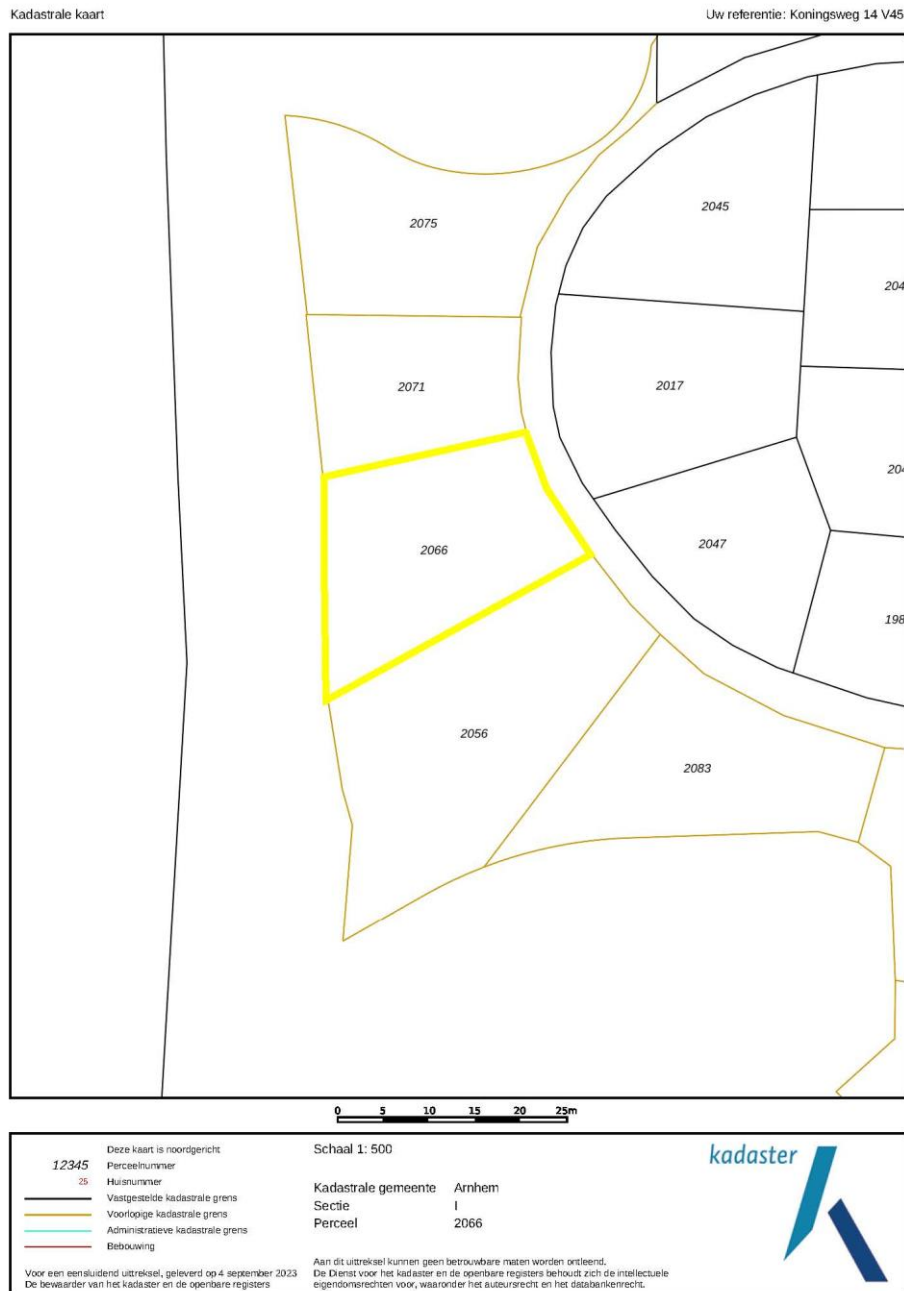 Kadastrale kaart
Uw referentie: Koningsweg 14 V45
2045
2075
2017
2071
2047
2066
2056
2083
0 5 10 15 20 25m
Deze kaart is noordgericht
12345 Perceelnummer
25 Huisnummer
Vastgestelde kadastrale grens
Voorlopige kadastrale grens
Administratieve kadastrale grens
Bebouwing
Voor een eensluidend uittreksel, geleverd op 4 september 2023
De bewaarder van het kadaster en de openbare registers
Schaal 1: 500
Kadastrale gemeente Arnhem
Sectie I
Perceel 2066
Aan dit uittreksel kunnen geen betrouwbare maten worden ontleend.
De Dienst voor het kadaster en de openbare registers behoudt zich de intellectuele
eigendomsrechten voor, waaronder het auteursrecht en het databankenrecht.
kadaster